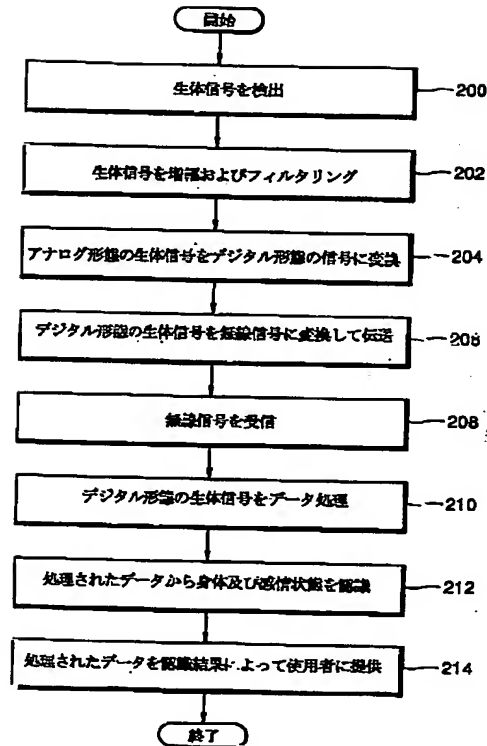 開始
生体信号を検出
200
生体信号を増幅およびフィルタリング
202
アナログ形態の生体信号をデジタル形態の信号に変換
204
デジタル形態の生体信号を無線信号に変換して伝送
206
無線信号を受信
208
デジタル形態の生体信号をデータ処理
210
処理されたデータから身体及び感情状態を認識
212
処理されたデータを認識結果によって使用者に提供
214
終了